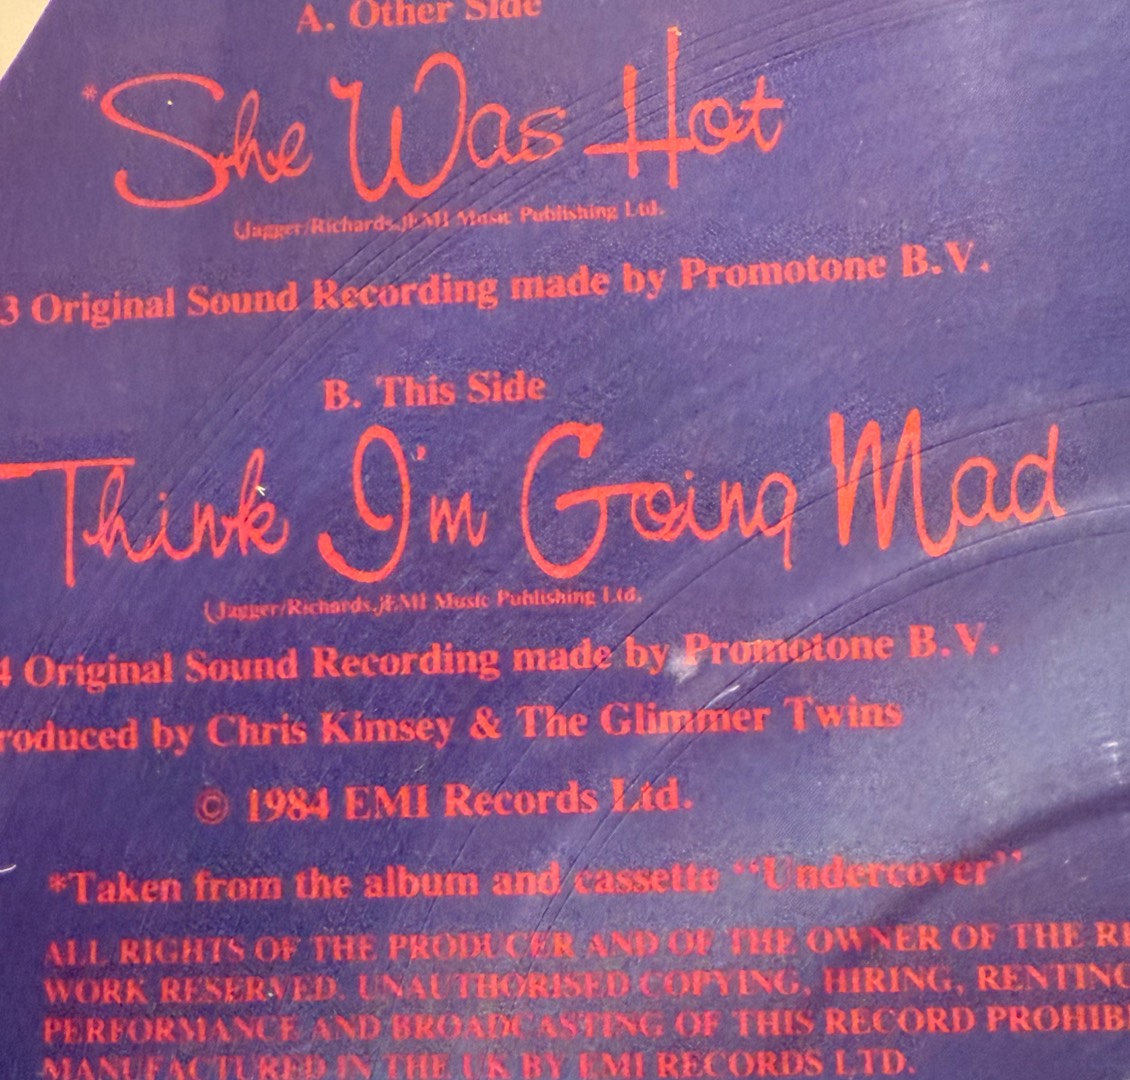 A. Other Side
*She Was Hot
(Jagger/Richards.)EMI Music Publishing Ltd.
3 Original Sound Recording made by Promotone B.V.
B. This Side
Think I'm Going Mad
(Jagger/Richards.)EMI Music Publishing Ltd.
4 Original Sound Recording made by Promotone B.V.
roduced by Chris Kimsey & The Glimmer Twins
© 1984 EMI Records Ltd.
*Taken from the album and cassette "Undercover"
ALL RIGHTS OF THE PRODUCER AND OF THE OWNER OF THE RE
WORK RESERVED. UNAUTHORISED COPYING, HIRING, RENTING
PERFORMANCE AND BROADCASTING OF THIS RECORD PROHIB
MANUFACTURED IN THE UK BY EMI RECORDS LTD.